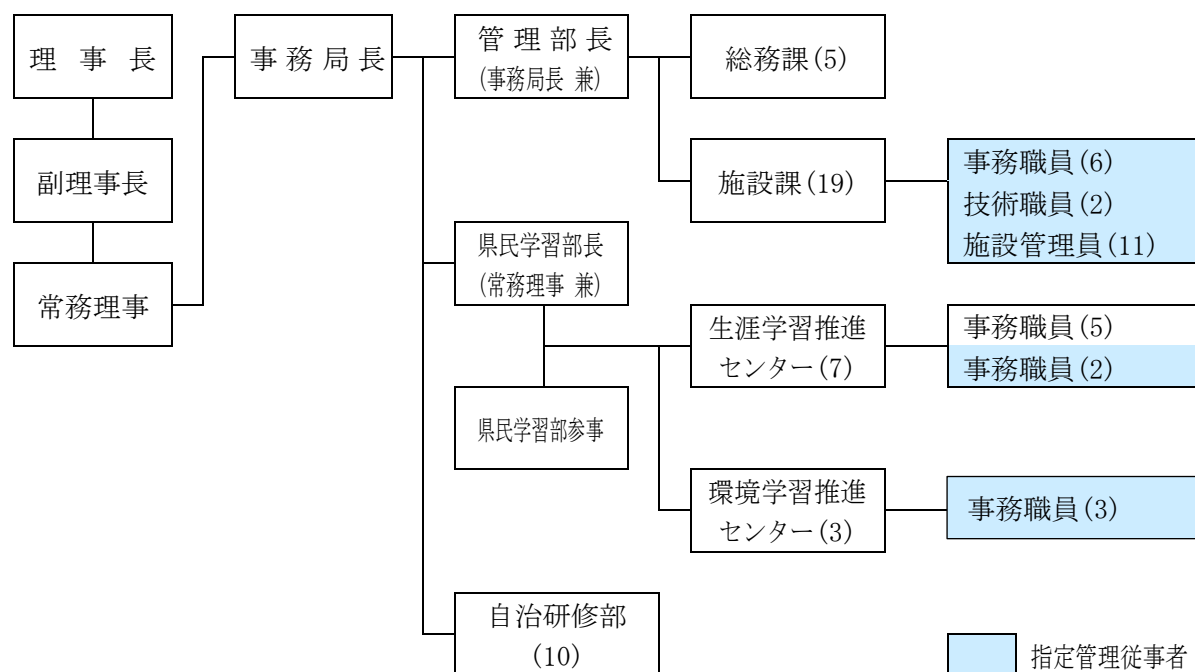 理事長
副理事長
常務理事
事務局長
管理部長
(事務局長 兼)
総務課(5)
施設課(19)
事務職員(6)
技術職員(2)
施設管理員(11)
県民学習部長
(常務理事 兼)
県民学習部参事
生涯学習推進
センター(7)
事務職員(5)
事務職員(2)
環境学習推進
センター(3)
事務職員(3)
自治研修部
(10)
指定管理従事者